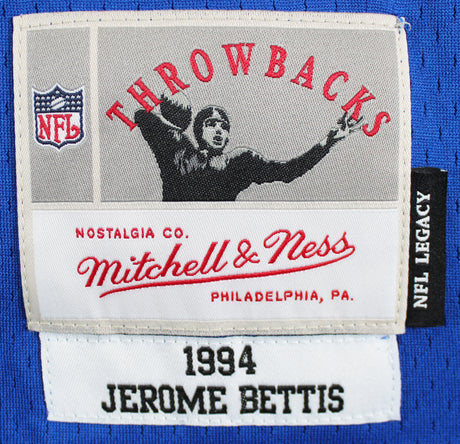 THROWBACKS
NFL
NOSTALGIA CO.
Mitchell & Ness
PHILADELPHIA, PA.
NFL LEGACY
1994
JEROME BETTIS